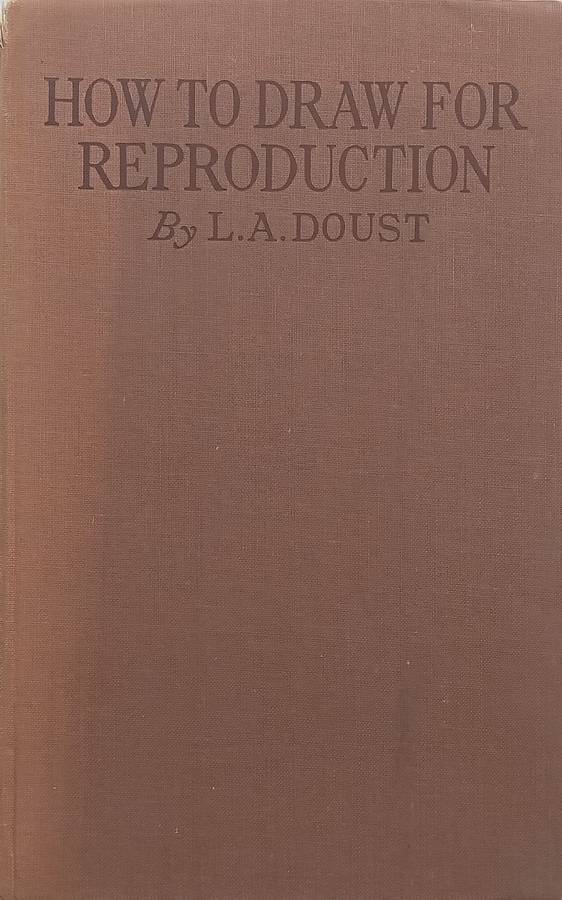 HOW TO DRAW FOR
REPRODUCTION
By L.A.DOUST